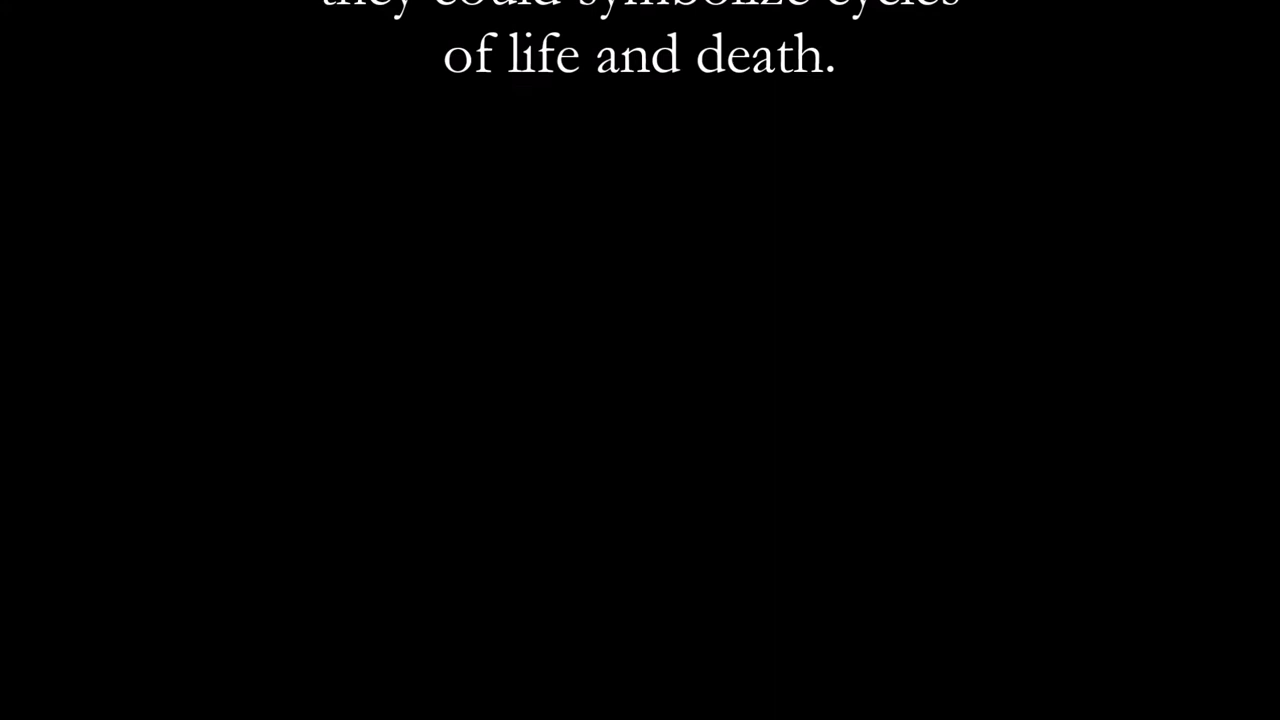 they could symbolize cycles
of life and death.